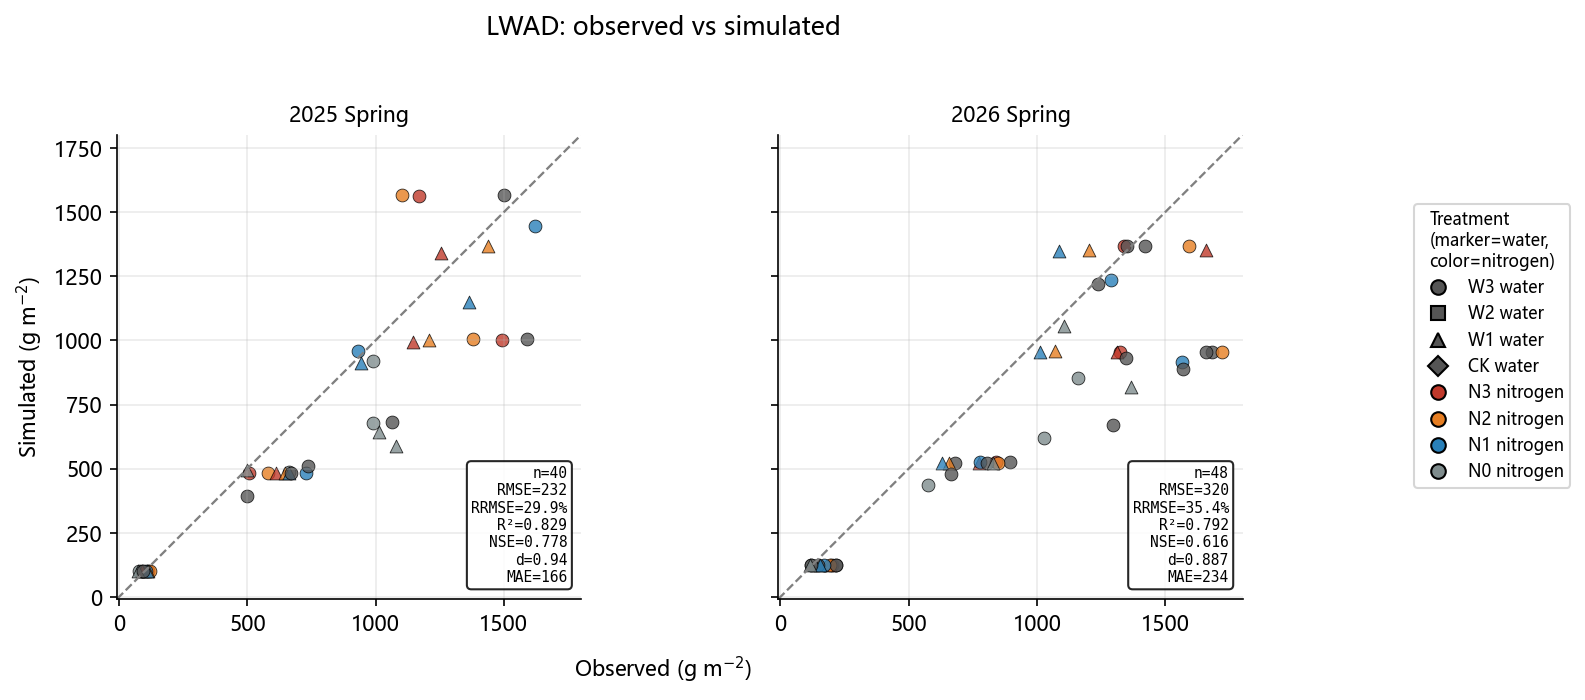 LWAD: observed vs simulated
2025 Spring
2026 Spring
Simulated (g m⁻²)
1750
1500
1250
1000
750
500
250
0
n=40
RMSE=232
RRMSE=29.9%
R²=0.829
NSE=0.778
d=0.94
MAE=166
n=48
RMSE=320
RRMSE=35.4%
R²=0.792
NSE=0.616
d=0.887
MAE=234
0 500 1000 1500
0 500 1000 1500
Observed (g m⁻²)
Treatment
(marker=water,
color=nitrogen)
W3 water
W2 water
W1 water
CK water
N3 nitrogen
N2 nitrogen
N1 nitrogen
N0 nitrogen